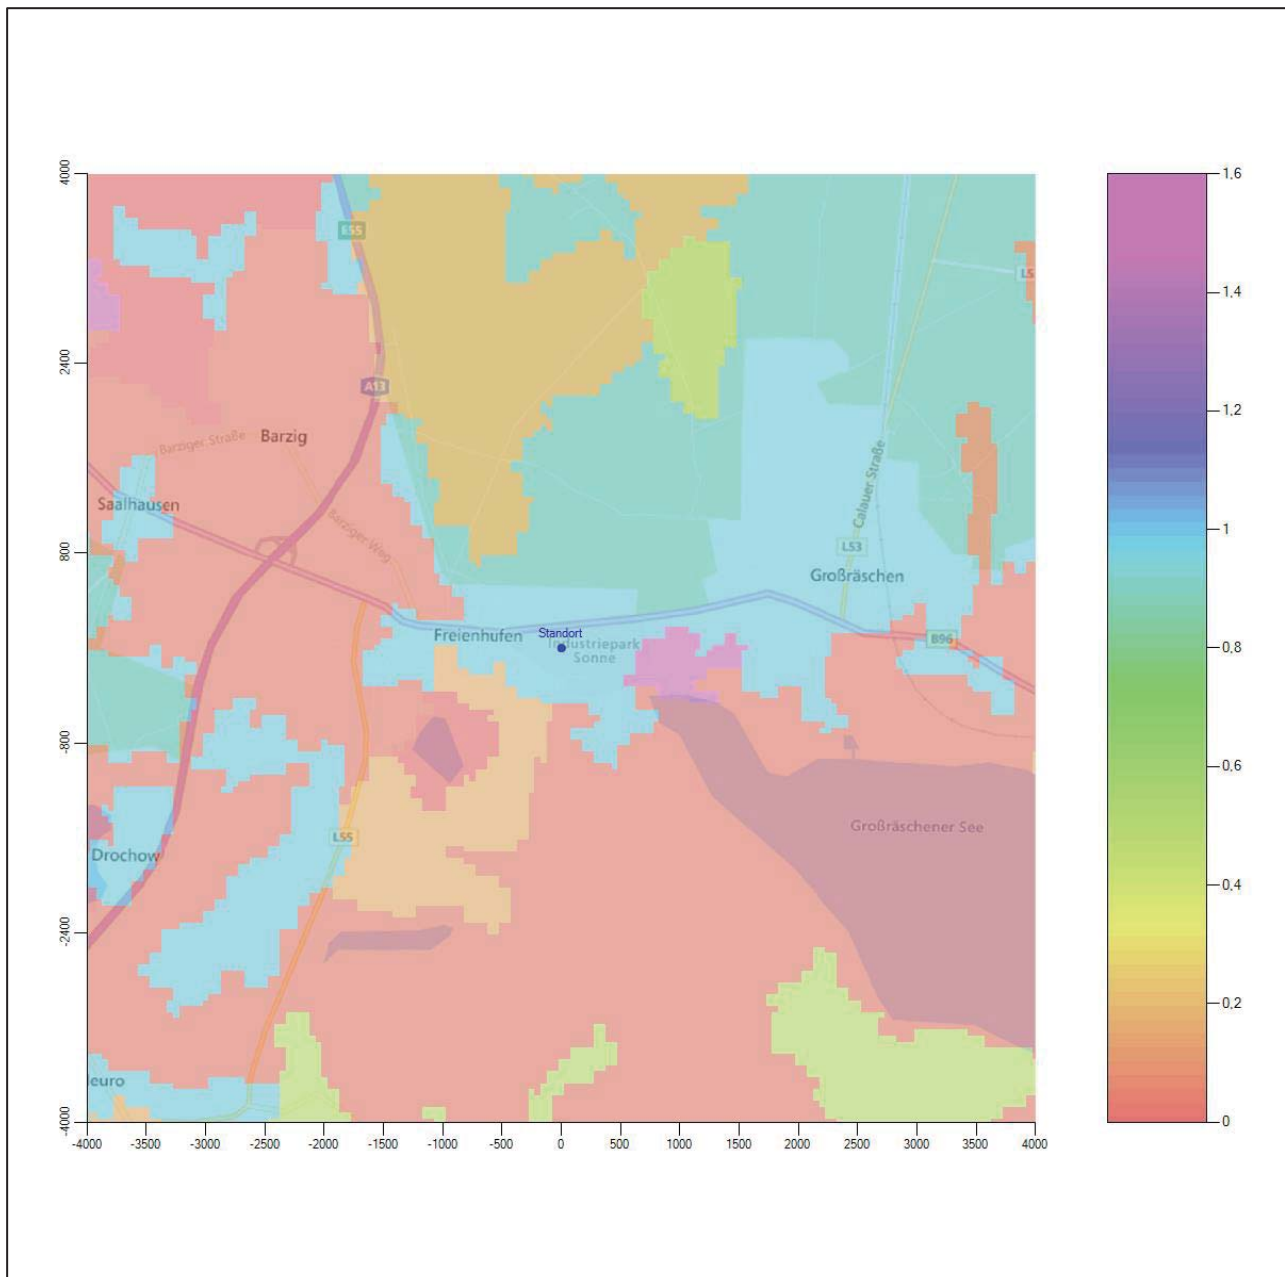 4000
2400
800
-800
-2400
-4000
-4000 -3500 -3000 -2500 -2000 -1500 -1000 -500 0 500 1000 1500 2000 2500 3000 3500 4000
1,6
1,4
1,2
1
0,8
0,6
0,4
0,2
0
E55
L5
A13
Barziger Straße
Barzig
Saalhausen
Barziger Weg
Calauer Straße
L53
Großräschen
Freienhufen
Standort
Industriepark
Sonne
B96
Großräschener See
L55
Drochow
leuro